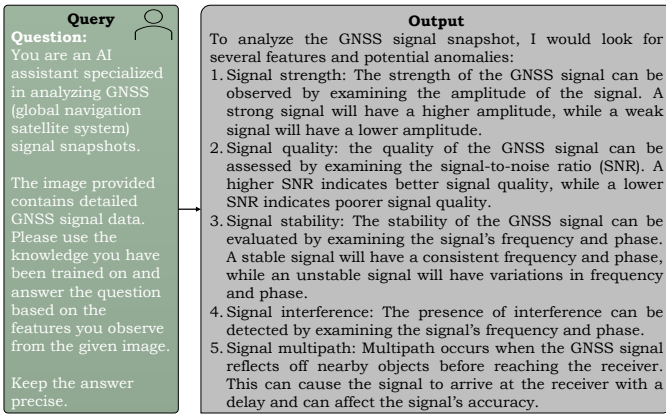 Query
Question:
You are an AI
assistant specialized
in analyzing GNSS
(global navigation
satellite system)
signal snapshots.
The image provided
contains detailed
GNSS signal data.
Please use the
knowledge you have
been trained on and
answer the question
based on the
features you observe
from the given image.
Keep the answer
precise.
Output
To analyze the GNSS signal snapshot, I would look for
several features and potential anomalies:
1. Signal strength: The strength of the GNSS signal can be
observed by examining the amplitude of the signal. A
strong signal will have a higher amplitude, while a weak
signal will have a lower amplitude.
2. Signal quality: the quality of the GNSS signal can be
assessed by examining the signal-to-noise ratio (SNR). A
higher SNR indicates better signal quality, while a lower
SNR indicates poorer signal quality.
3. Signal stability: The stability of the GNSS signal can be
evaluated by examining the signal's frequency and phase.
A stable signal will have a consistent frequency and phase,
while an unstable signal will have variations in frequency
and phase.
4. Signal interference: The presence of interference can be
detected by examining the signal's frequency and phase.
5. Signal multipath: Multipath occurs when the GNSS signal
reflects off nearby objects before reaching the receiver.
This can cause the signal to arrive at the receiver with a
delay and can affect the signal's accuracy.